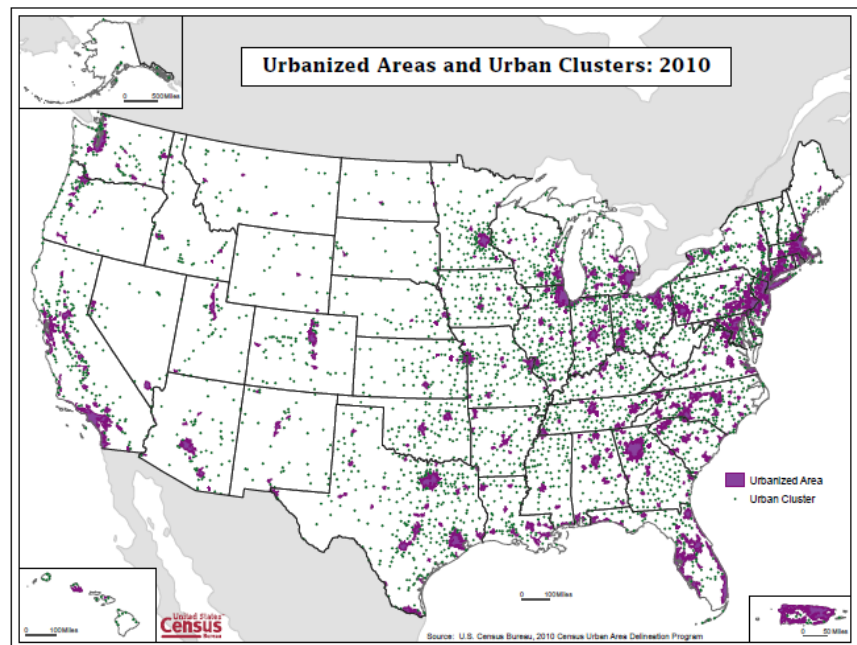 Urbanized Areas and Urban Clusters: 2010
0 500Miles
Urbanized Area
Urban Cluster
0 100Miles
United States
Census
Bureau
0 100Miles
Source: U.S. Census Bureau, 2010 Census Urban Area Delineation Program
0 50 Miles